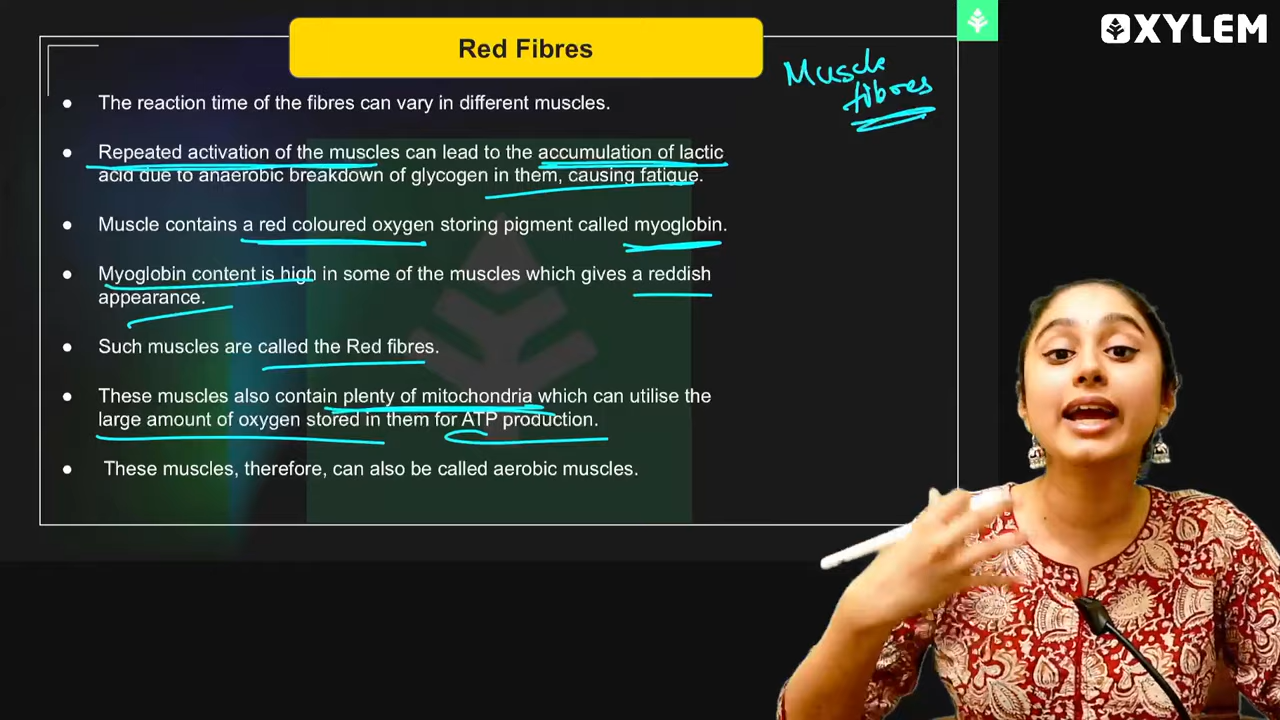 OXYLEM
Red Fibres
Muscle
fibres
● The reaction time of the fibres can vary in different muscles.
● Repeated activation of the muscles can lead to the accumulation of lactic
acid due to anaerobic breakdown of glycogen in them, causing fatigue.
● Muscle contains a red coloured oxygen storing pigment called myoglobin.
● Myoglobin content is high in some of the muscles which gives a reddish
appearance.
● Such muscles are called the Red fibres.
● These muscles also contain plenty of mitochondria which can utilise the
large amount of oxygen stored in them for ATP production.
● These muscles, therefore, can also be called aerobic muscles.